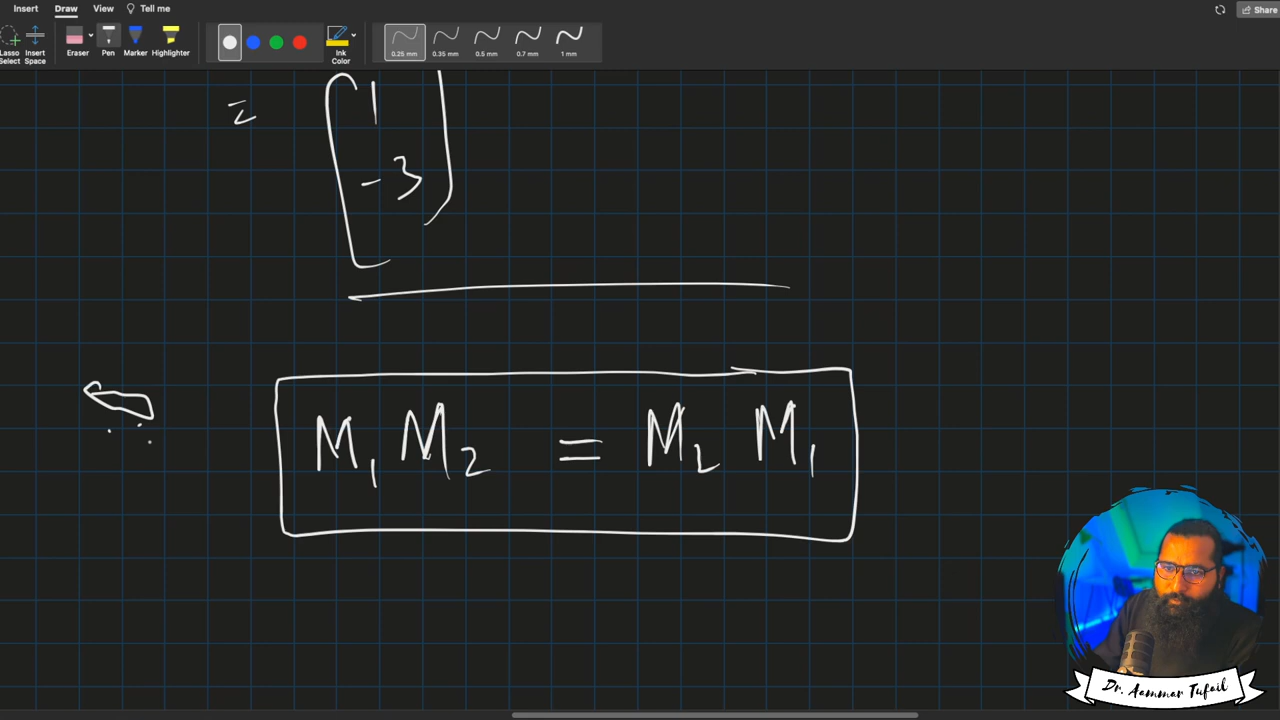 Insert Draw View Tell me Share
Lasso Select Insert Space Eraser Pen Marker Highlighter Ink Color 0.25 mm 0.35 mm 0.5 mm 0.7 mm 1 mm
= [ 1
-3 ]
M₁ M₂ = M₂ M₁
Dr. Aammar Tufail